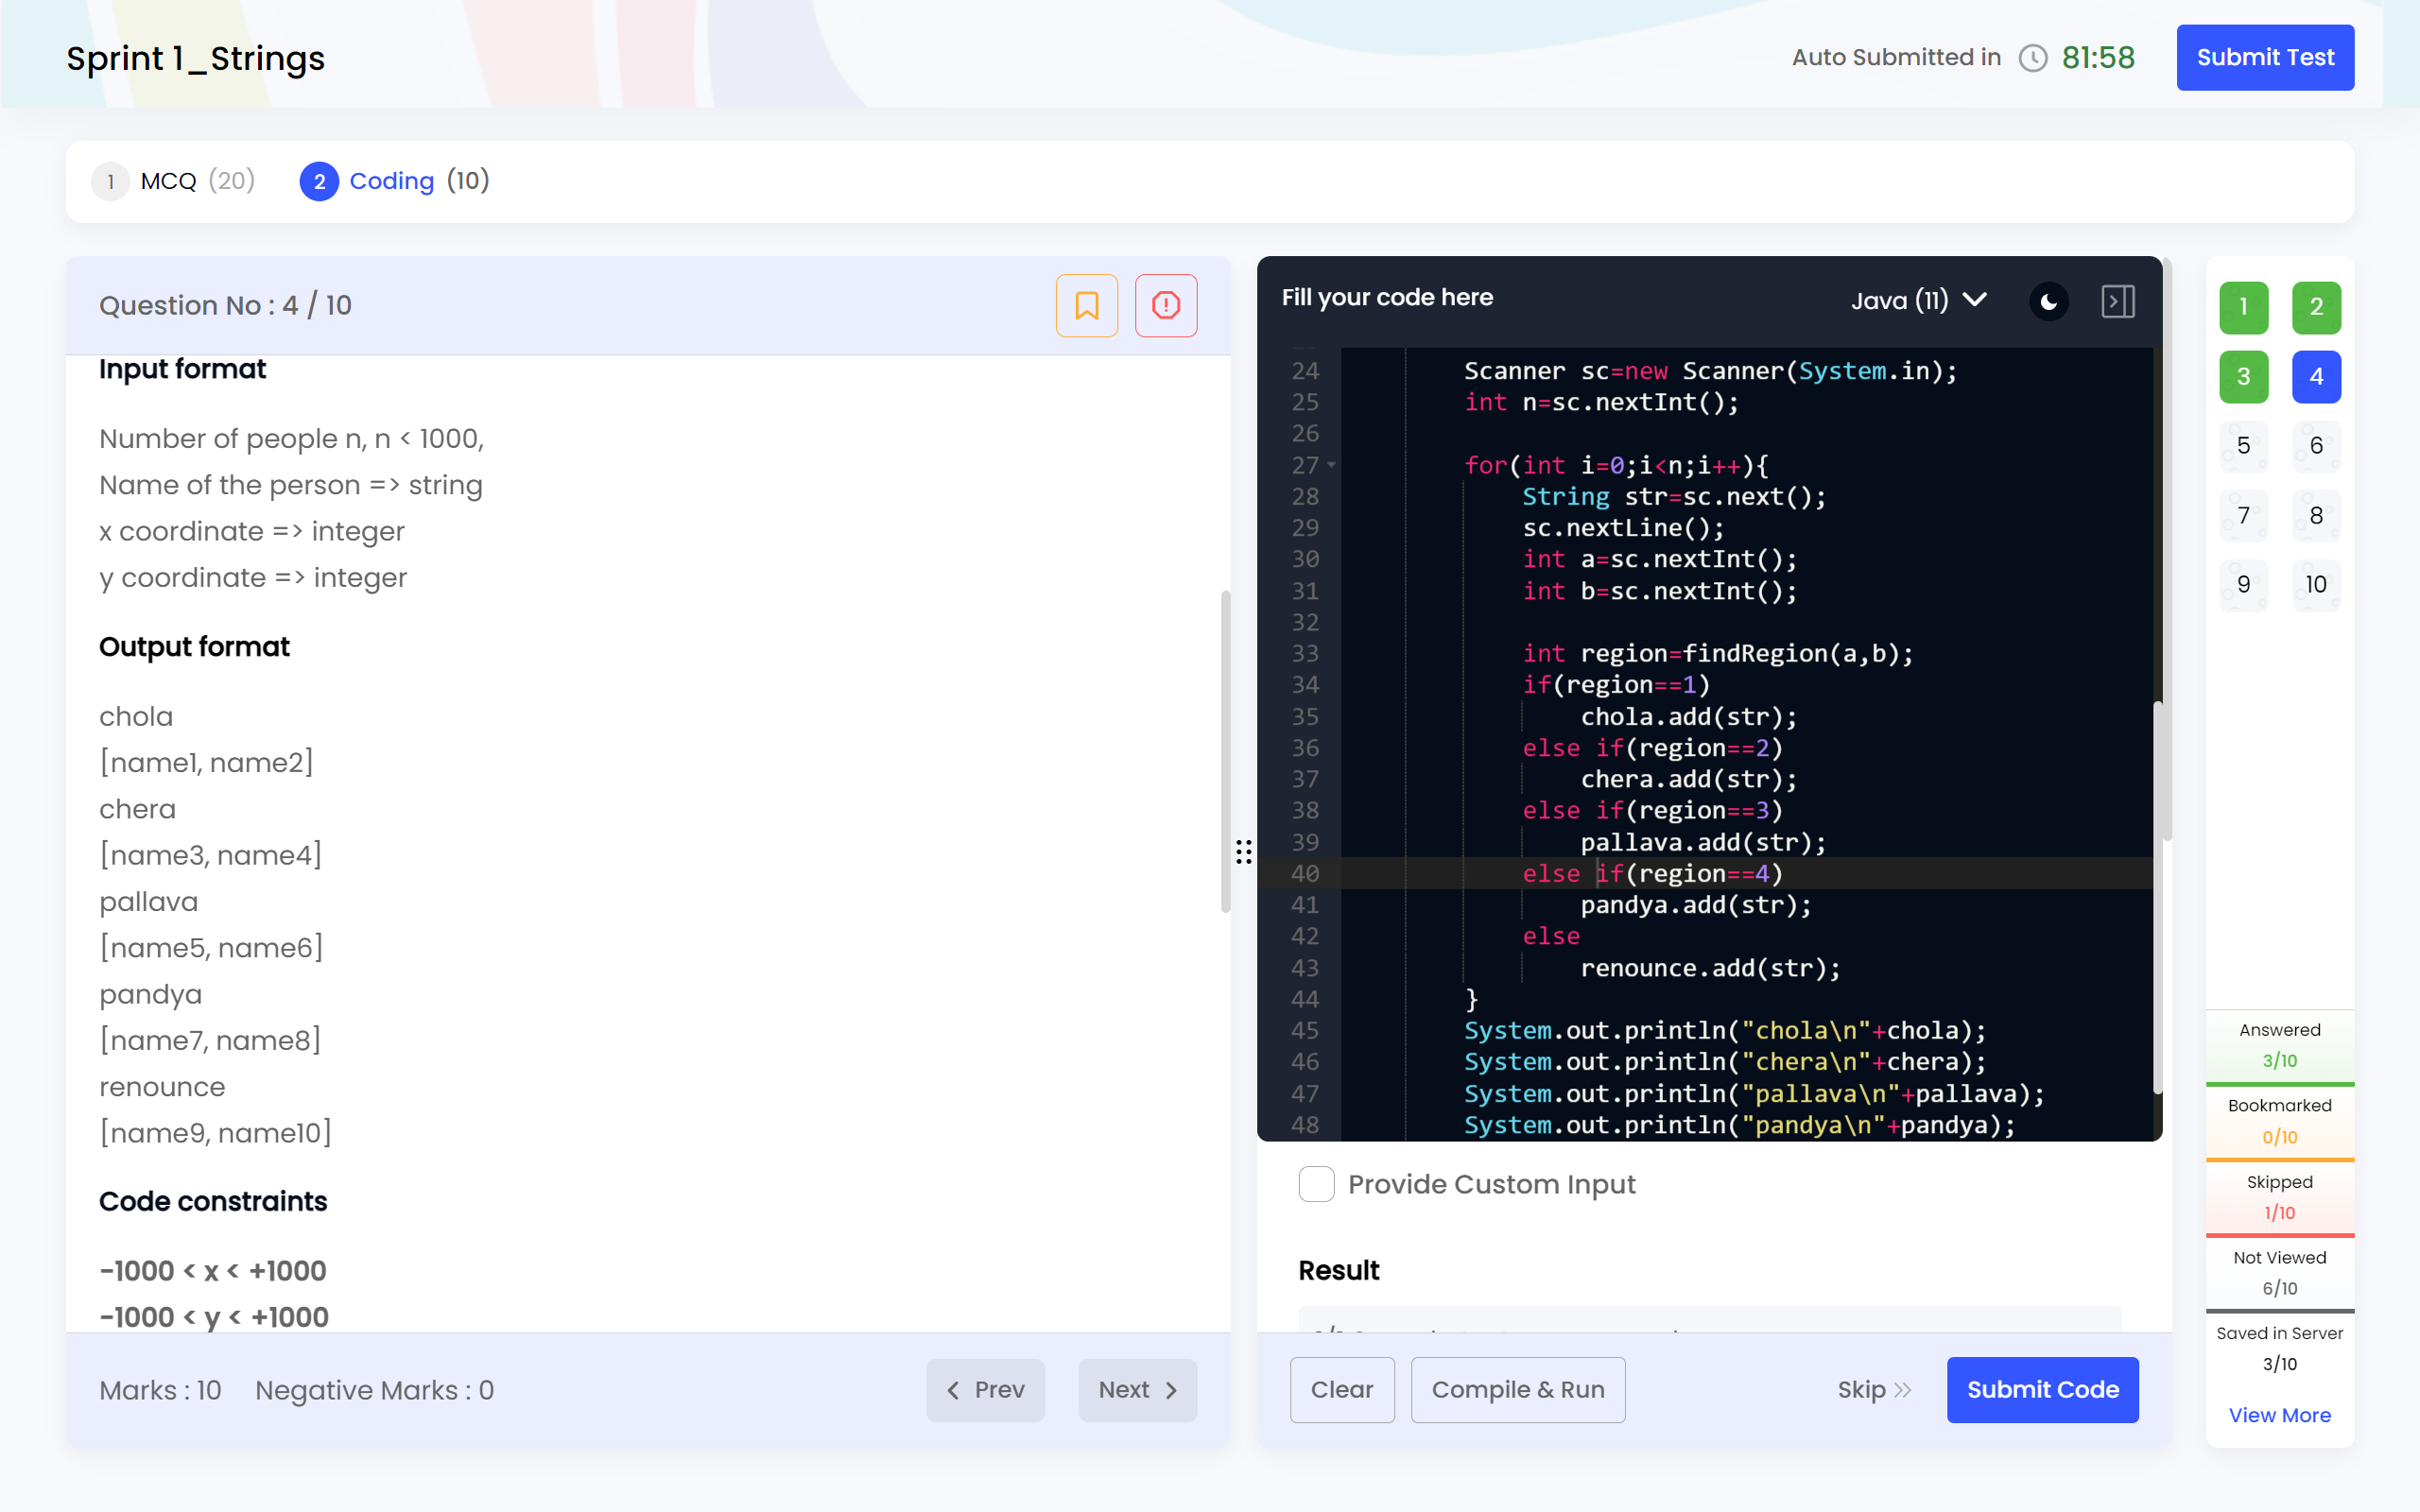 Sprint 1_Strings
Auto Submitted in 81:58
Submit Test
1 MCQ (20)
2 Coding (10)
Question No : 4 / 10
Input format
Number of people n, n < 1000,
Name of the person => string
x coordinate => integer
y coordinate => integer
Output format
chola
[name1, name2]
chera
[name3, name4]
pallava
[name5, name6]
pandya
[name7, name8]
renounce
[name9, name10]
Code constraints
-1000 < x < +1000
-1000 < y < +1000
Marks : 10 Negative Marks : 0
Prev
Next
Fill your code here
Java (11)
24 Scanner sc=new Scanner(System.in);
25 int n=sc.nextInt();
26
27 for(int i=0;i<n;i++){
28 String str=sc.next();
29 sc.nextLine();
30 int a=sc.nextInt();
31 int b=sc.nextInt();
32
33 int region=findRegion(a,b);
34 if(region==1)
35 chola.add(str);
36 else if(region==2)
37 chera.add(str);
38 else if(region==3)
39 pallava.add(str);
40 else if(region==4)
41 pandya.add(str);
42 else
43 renounce.add(str);
44 }
45 System.out.println("chola\n"+chola);
46 System.out.println("chera\n"+chera);
47 System.out.println("pallava\n"+pallava);
48 System.out.println("pandya\n"+pandya);
Provide Custom Input
Result
Clear
Compile & Run
Skip
Submit Code
1 2
3 4
5 6
7 8
9 10
Answered
3/10
Bookmarked
0/10
Skipped
1/10
Not Viewed
6/10
Saved in Server
3/10
View More